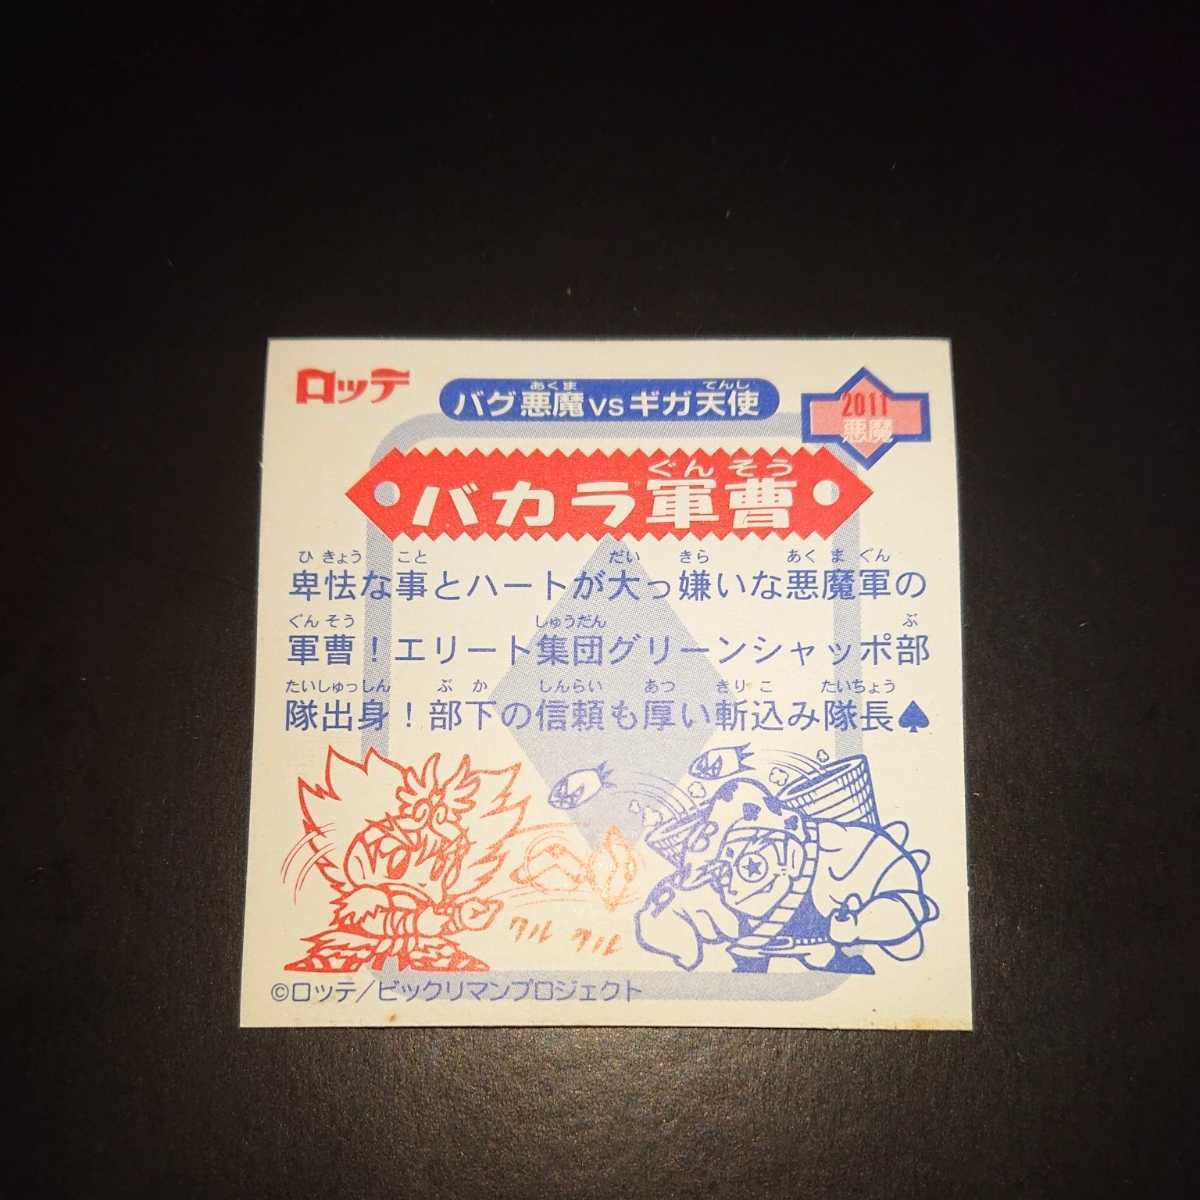 ロッテ
バグ悪魔vsギガ天使
あくま
てんし
2011
悪魔
ぐんそう
バカラ軍曹
ひきょう こと だい きら あくまぐん
卑怯な事とハートが大っ嫌いな悪魔軍の
ぐんそう しゅうだん ぶ
軍曹！エリート集団グリーンシャッポ部
たいしゅっしん ぶか しんらい あつ きりこ たいちょう
隊出身！部下の信頼も厚い斬込み隊長♠
クル クル
©ロッテ/ビックリマンプロジェクト